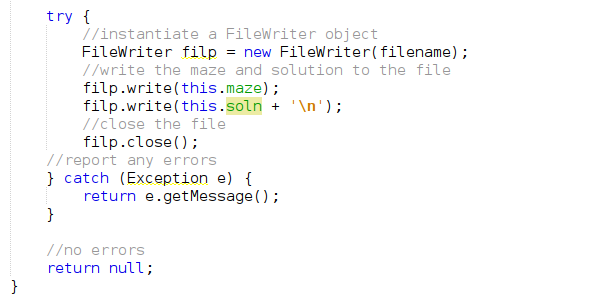 try {
//instantiate a FileWriter object
FileWriter filp = new FileWriter(filename);
//write the maze and solution to the file
filp.write(this.maze);
filp.write(this.soln + '\n');
//close the file
filp.close();
//report any errors
} catch (Exception e) {
return e.getMessage();
}
//no errors
return null;
}